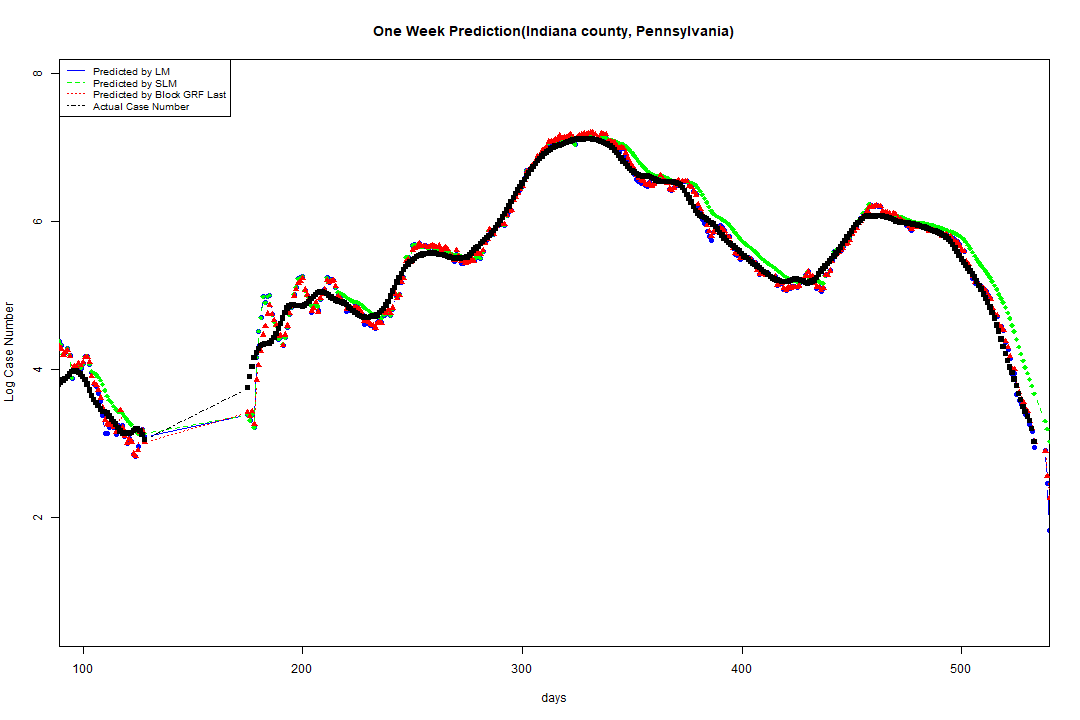 One Week Prediction(Indiana county, Pennsylvania)
Predicted by LM
Predicted by SLM
Predicted by Block GRF Last
Actual Case Number
8
6
4
2
Log Case Number
100 200 300 400 500
days